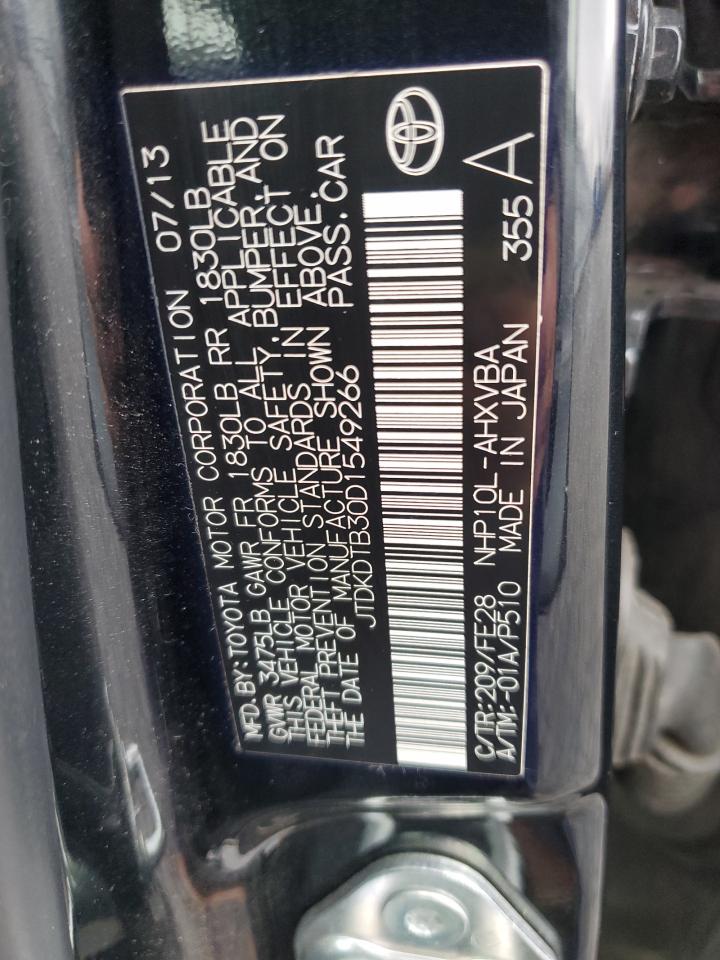 MFD.BY:TOYOTA MOTOR CORPORATION 07/13
GVWR 3475LB GAWR FR 1830LB RR 1830LB
THIS VEHICLE CONFORMS TO ALL APPLICABLE
FEDERAL MOTOR VEHICLE SAFETY,BUMPER,AND
THEFT PREVENTION STANDARDS IN EFFECT ON
THE DATE OF MANUFACTURE SHOWN ABOVE.
JTDKDTB30D1549266 PASS.CAR
C/TR:209/FE28 NHP10L-AHXVBA 355 A
A/TM:-01A/P510 MADE IN JAPAN